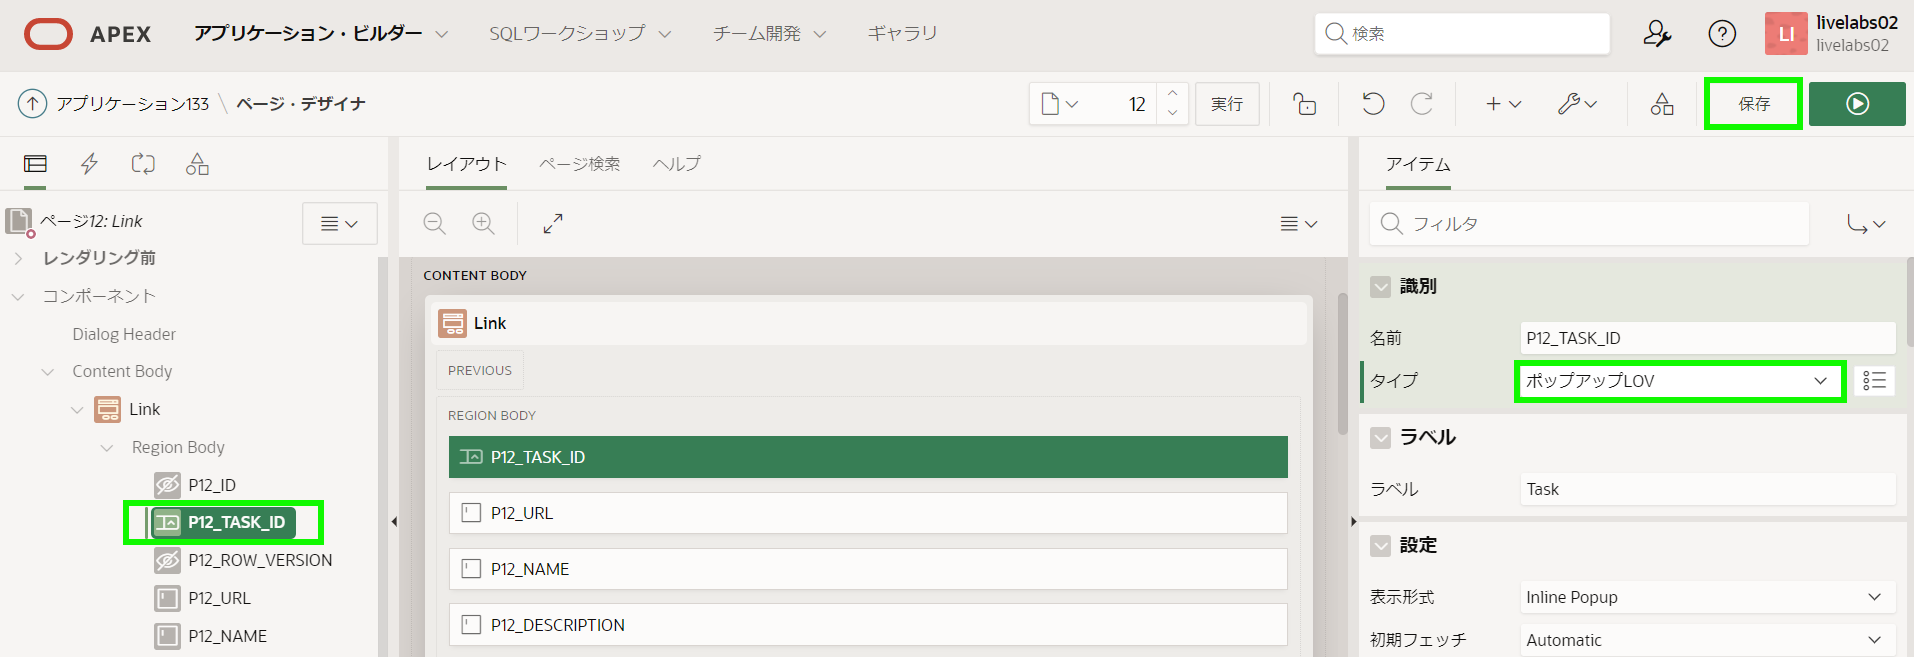 APEX
アプリケーション・ビルダー
SQLワークショップ
チーム開発
ギャラリ
検索
LI
livelabs02
livelabs02
アプリケーション133 \ ページ・デザイナ
12
実行
保存
レイアウト
ページ検索
ヘルプ
アイテム
ページ12: Link
レンダリング前
コンポーネント
Dialog Header
Content Body
Link
Region Body
P12_ID
P12_TASK_ID
P12_ROW_VERSION
P12_URL
P12_NAME
CONTENT BODY
Link
PREVIOUS
REGION BODY
P12_TASK_ID
P12_URL
P12_NAME
P12_DESCRIPTION
フィルタ
識別
名前
P12_TASK_ID
タイプ
ポップアップLOV
ラベル
ラベル
Task
設定
表示形式
Inline Popup
初期フェッチ
Automatic